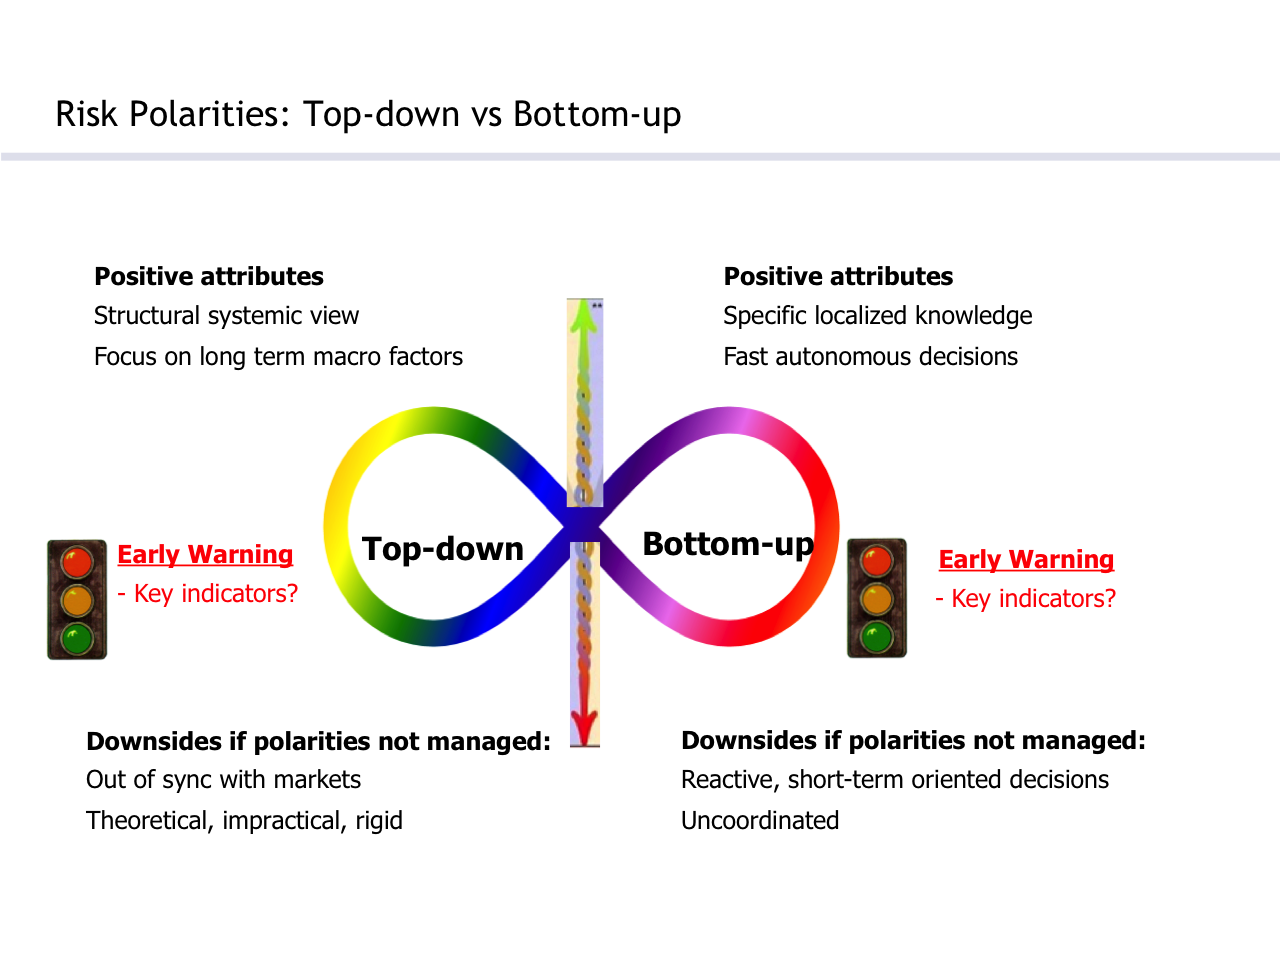 Risk Polarities: Top-down vs Bottom-up
Positive attributes
Structural systemic view
Focus on long term macro factors
Positive attributes
Specific localized knowledge
Fast autonomous decisions
Top-down
Bottom-up
Early Warning
- Key indicators?
Early Warning
- Key indicators?
Downsides if polarities not managed:
Out of sync with markets
Theoretical, impractical, rigid
Downsides if polarities not managed:
Reactive, short-term oriented decisions
Uncoordinated